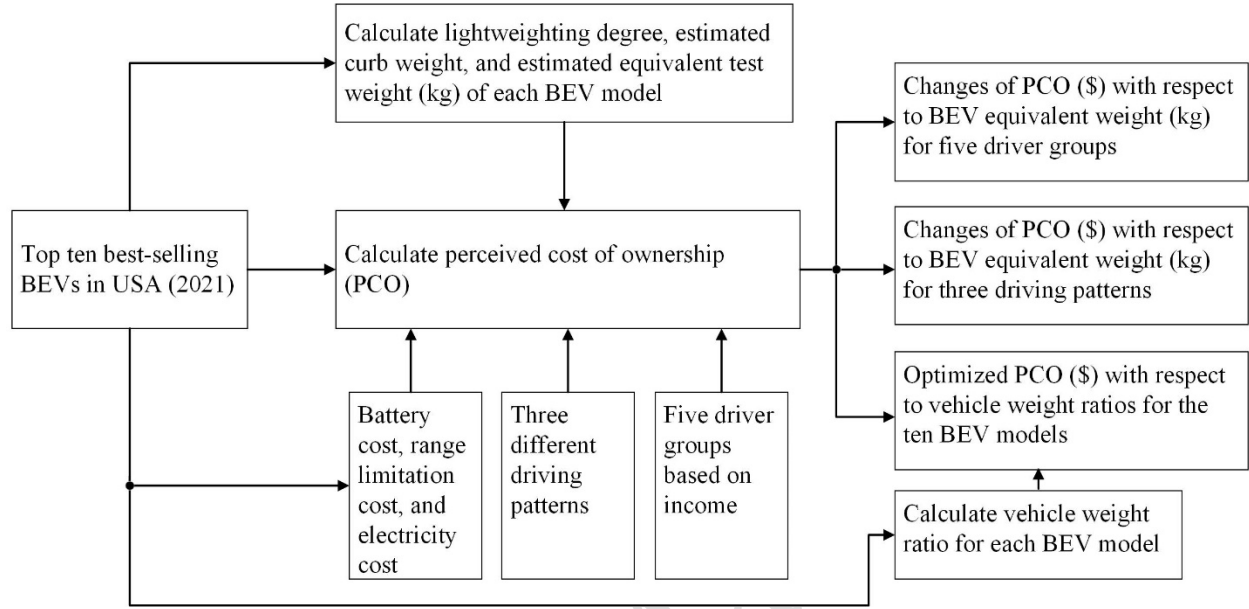 Calculate lightweighting degree, estimated
curb weight, and estimated equivalent test
weight (kg) of each BEV model
Top ten best-selling
BEVs in USA (2021)
Calculate perceived cost of ownership
(PCO)
Battery
cost, range
limitation
cost, and
electricity
cost
Three
different
driving
patterns
Five driver
groups
based on
income
Changes of PCO ($) with respect
to BEV equivalent weight (kg)
for five driver groups
Changes of PCO ($) with respect
to BEV equivalent weight (kg)
for three driving patterns
Optimized PCO ($) with respect
to vehicle weight ratios for the
ten BEV models
Calculate vehicle weight
ratio for each BEV model